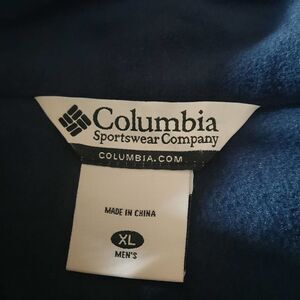 Columbia
Sportswear Company
COLUMBIA.COM
MADE IN CHINA
XL
MEN'S